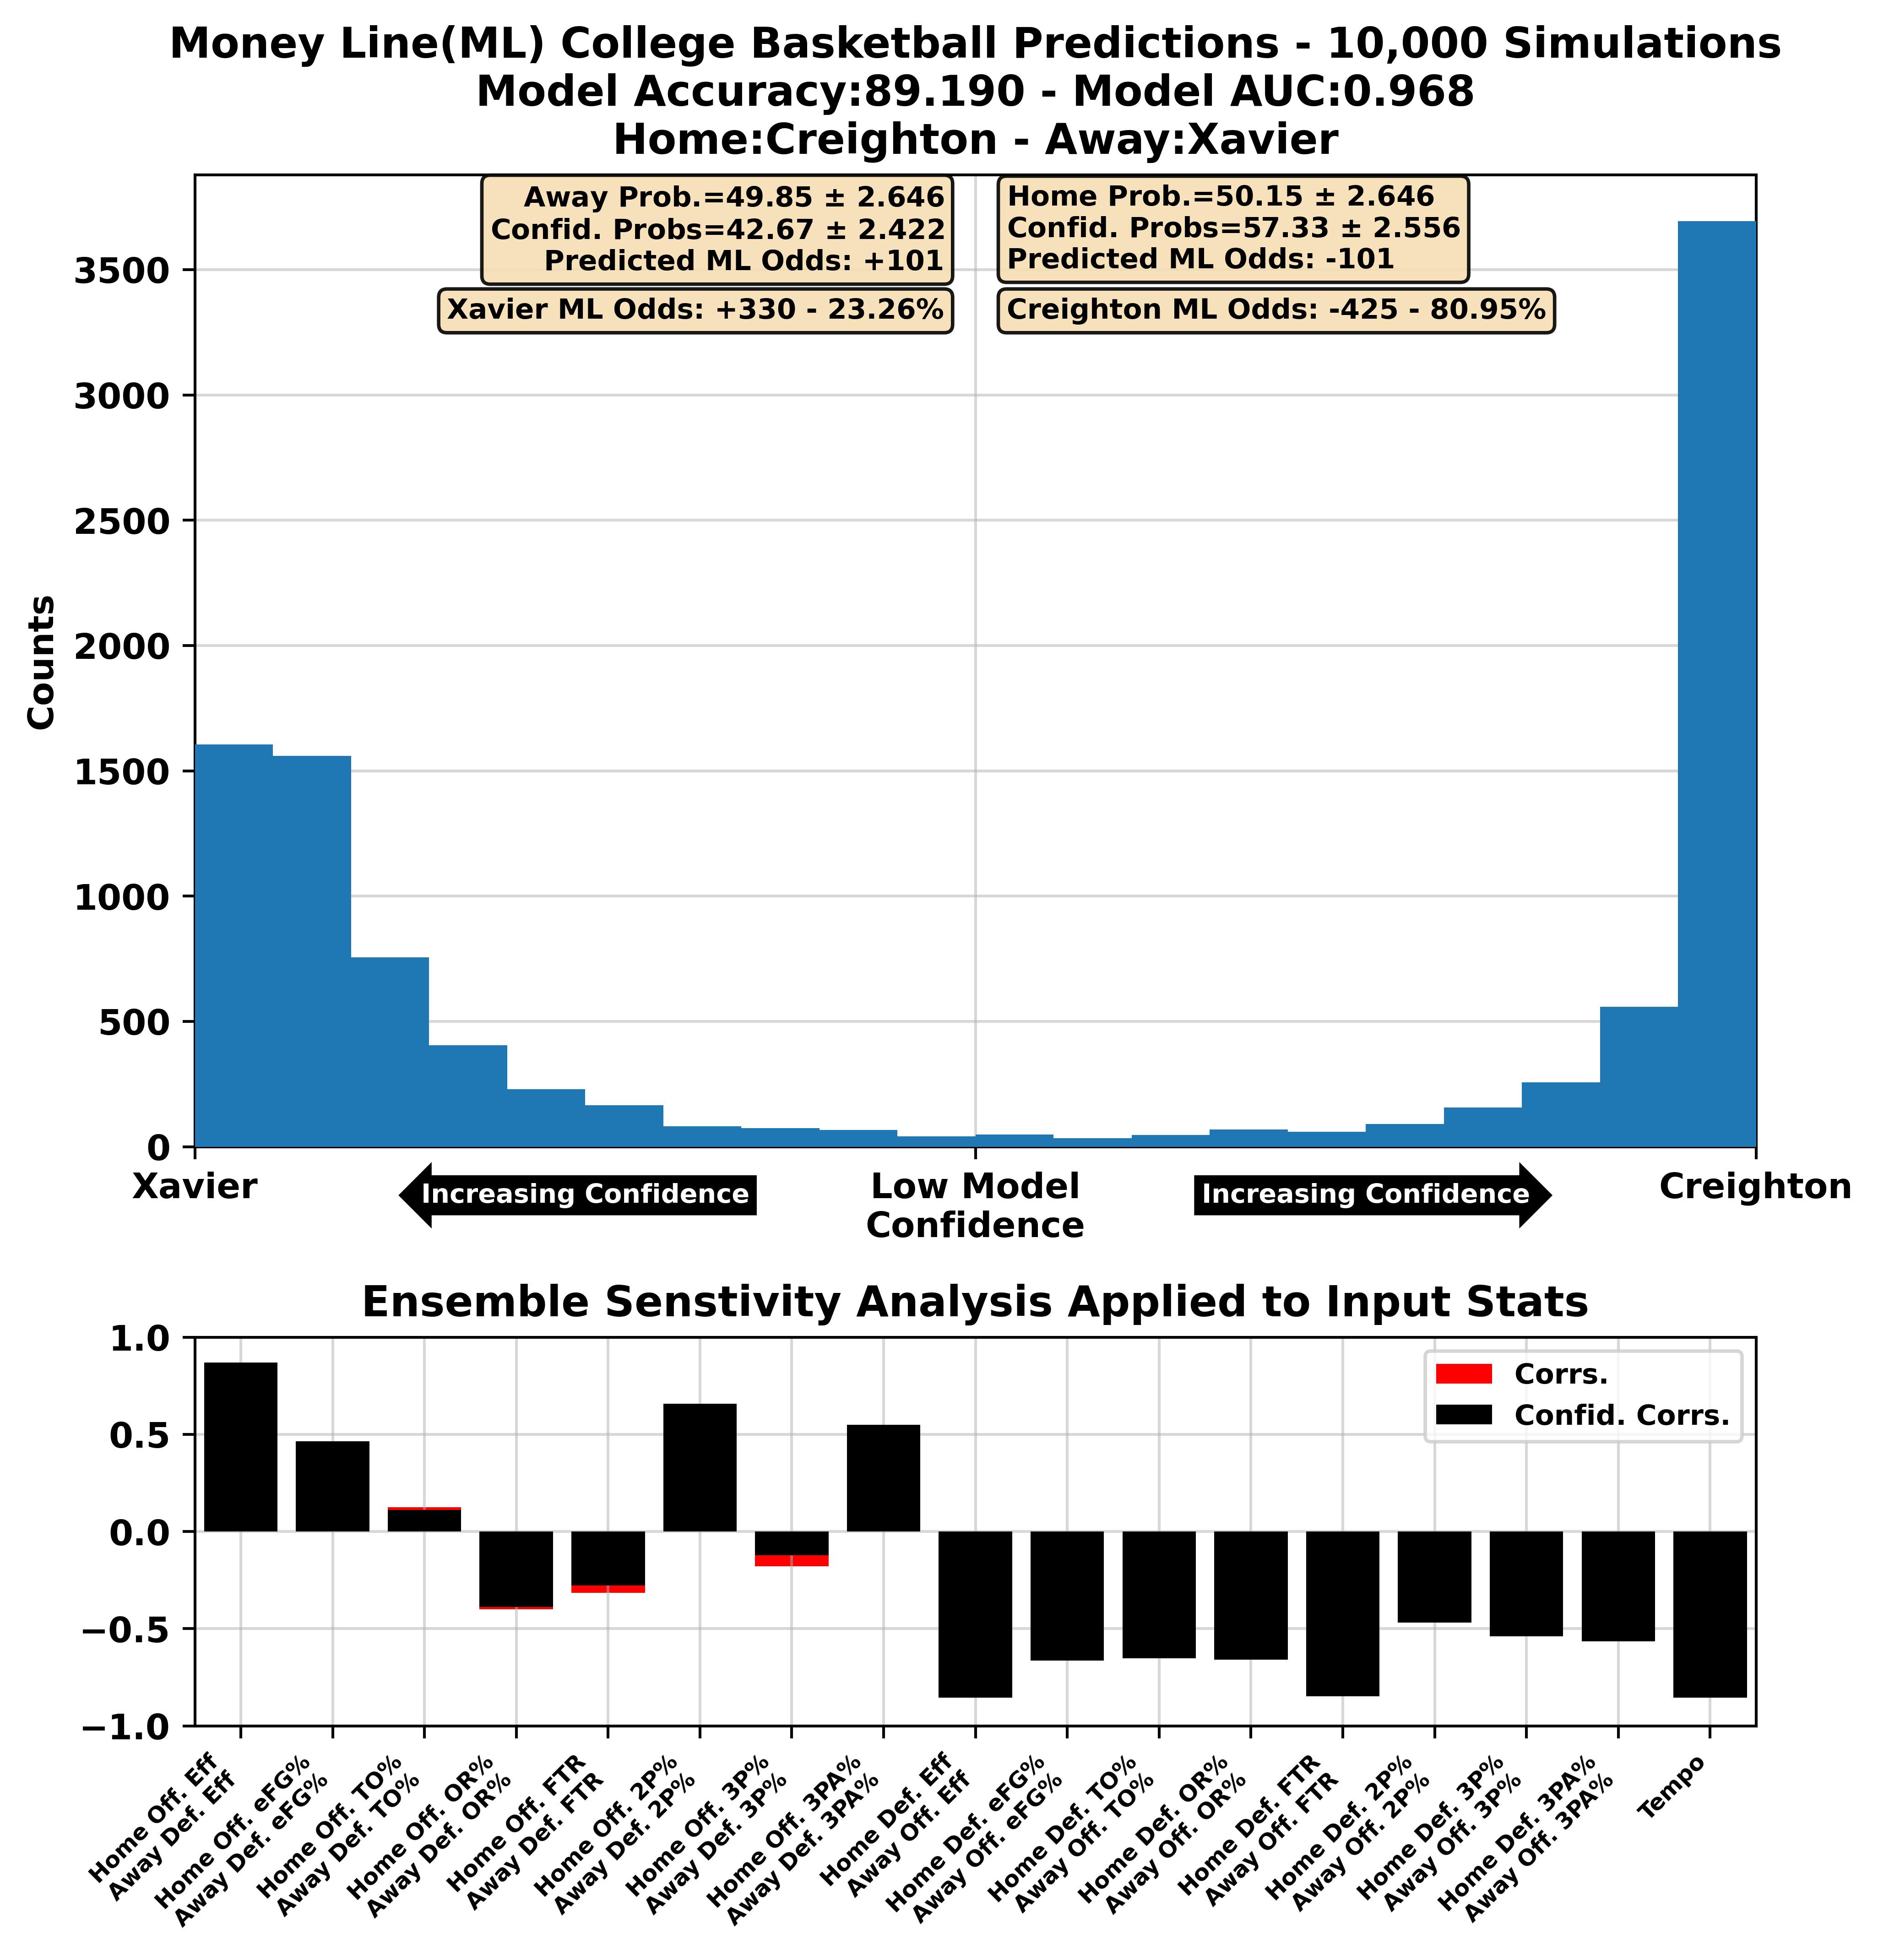 Money Line(ML) College Basketball Predictions - 10,000 Simulations
Model Accuracy:89.190 - Model AUC:0.968
Home:Creighton - Away:Xavier
Away Prob.=49.85 ± 2.646
Confid. Probs=42.67 ± 2.422
Predicted ML Odds: +101
Xavier ML Odds: +330 - 23.26%
Home Prob.=50.15 ± 2.646
Confid. Probs=57.33 ± 2.556
Predicted ML Odds: -101
Creighton ML Odds: -425 - 80.95%
Counts
3500
3000
2500
2000
1500
1000
500
0
Xavier
Increasing Confidence
Low Model
Confidence
Increasing Confidence
Creighton
Ensemble Senstivity Analysis Applied to Input Stats
1.0
0.5
0.0
−0.5
−1.0
Corrs.
Confid. Corrs.
Home Off. Eff
Away Def. Eff
Home Off. eFG%
Away Def. eFG%
Home Off. TO%
Away Def. TO%
Home Off. OR%
Away Def. OR%
Home Off. FTR
Away Def. FTR
Home Off. 2P%
Away Def. 2P%
Home Off. 3P%
Away Def. 3P%
Home Off. 3PA%
Away Def. 3PA%
Home Def. Eff
Away Off. Eff
Home Def. eFG%
Away Off. eFG%
Home Def. TO%
Away Off. TO%
Home Def. OR%
Away Off. OR%
Home Def. FTR
Away Off. FTR
Home Def. 2P%
Away Off. 2P%
Home Def. 3P%
Away Off. 3P%
Home Def. 3PA%
Away Off. 3PA%
Tempo